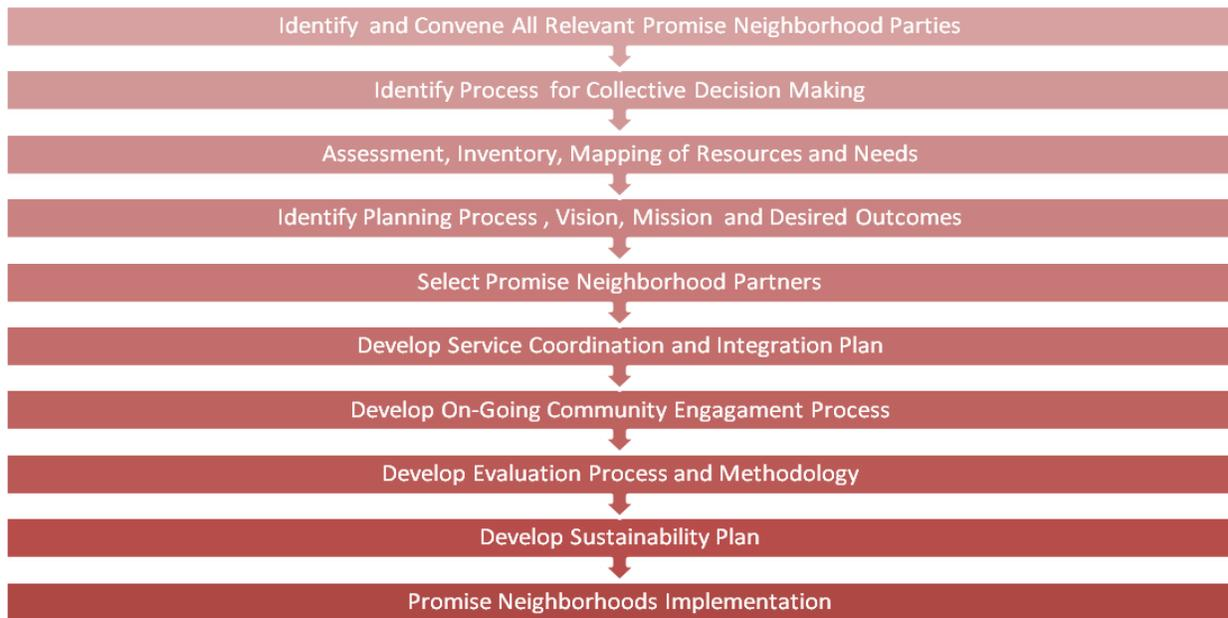 Identify and Convene All Relevant Promise Neighborhood Parties
Identify Process for Collective Decision Making
Assessment, Inventory, Mapping of Resources and Needs
Identify Planning Process , Vision, Mission and Desired Outcomes
Select Promise Neighborhood Partners
Develop Service Coordination and Integration Plan
Develop On-Going Community Engagament Process
Develop Evaluation Process and Methodology
Develop Sustainability Plan
Promise Neighborhoods Implementation